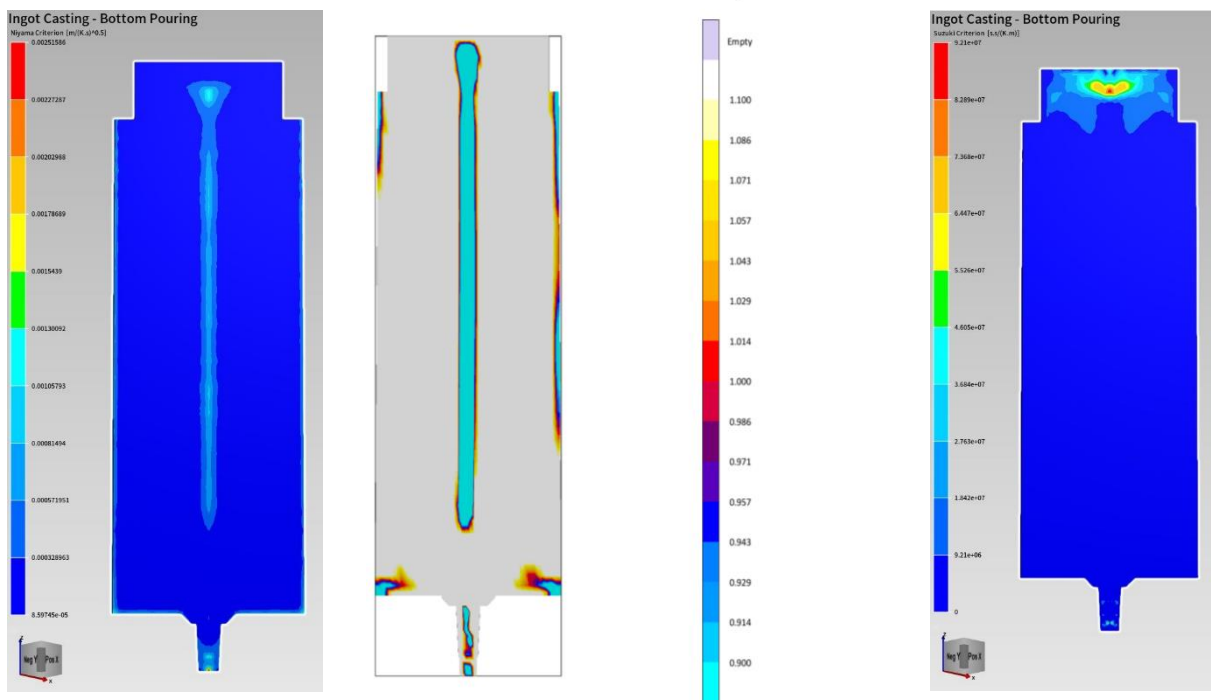 Ingot Casting - Bottom Pouring
Niyama Criterion [m/(K.s)^0.5]
0.00251586
0.00227287
0.00202988
0.00178689
0.0015439
0.00130092
0.00105793
0.00081494
0.000571951
0.000328963
8.59745e-05
Neg Y
Pos X
Z
x
Empty
1.100
1.086
1.071
1.057
1.043
1.029
1.014
1.000
0.986
0.971
0.957
0.943
0.929
0.914
0.900
Ingot Casting - Bottom Pouring
Suzuki Criterion [s.s/(K.m)]
9.21e+07
8.289e+07
7.368e+07
6.447e+07
5.526e+07
4.605e+07
3.684e+07
2.763e+07
1.842e+07
9.21e+06
0
Neg Y
Pos X
Z
x